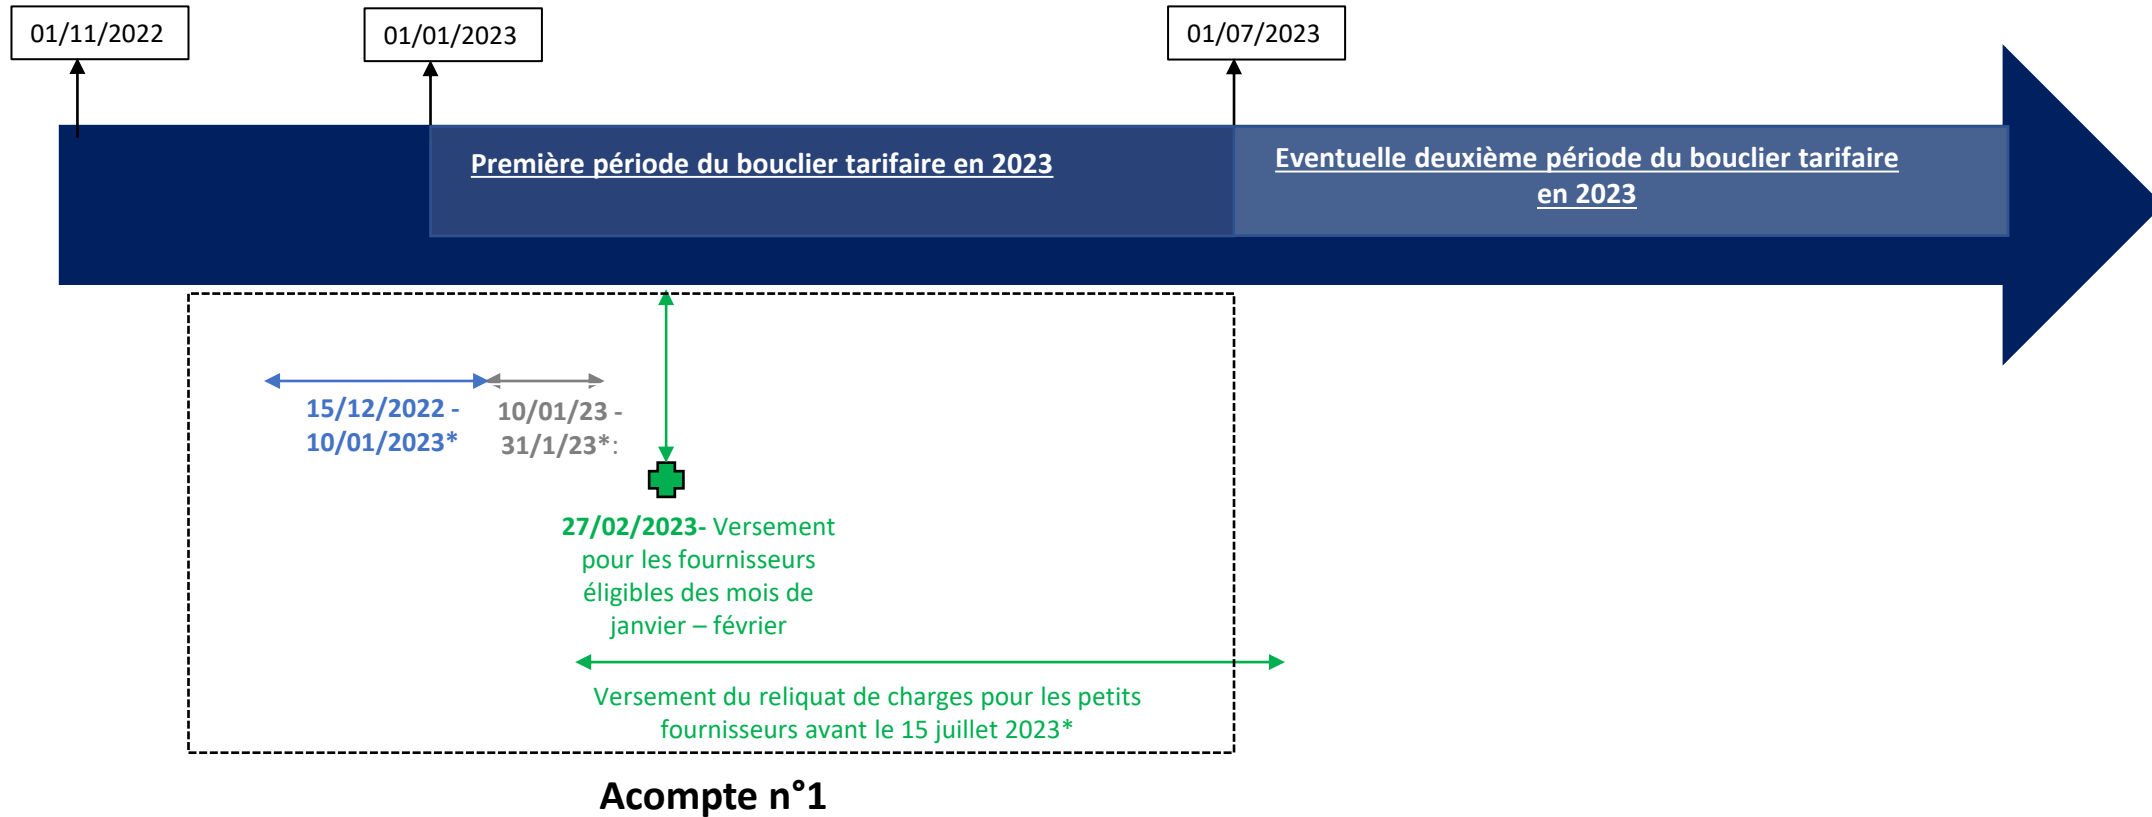 01/11/2022
01/01/2023
01/07/2023
Première période du bouclier tarifaire en 2023
Eventuelle deuxième période du bouclier tarifaire
en 2023
15/12/2022 -
10/01/2023*
10/01/23 -
31/1/23*:
27/02/2023- Versement
pour les fournisseurs
éligibles des mois de
janvier – février
Versement du reliquat de charges pour les petits
fournisseurs avant le 15 juillet 2023*
Acompte n°1